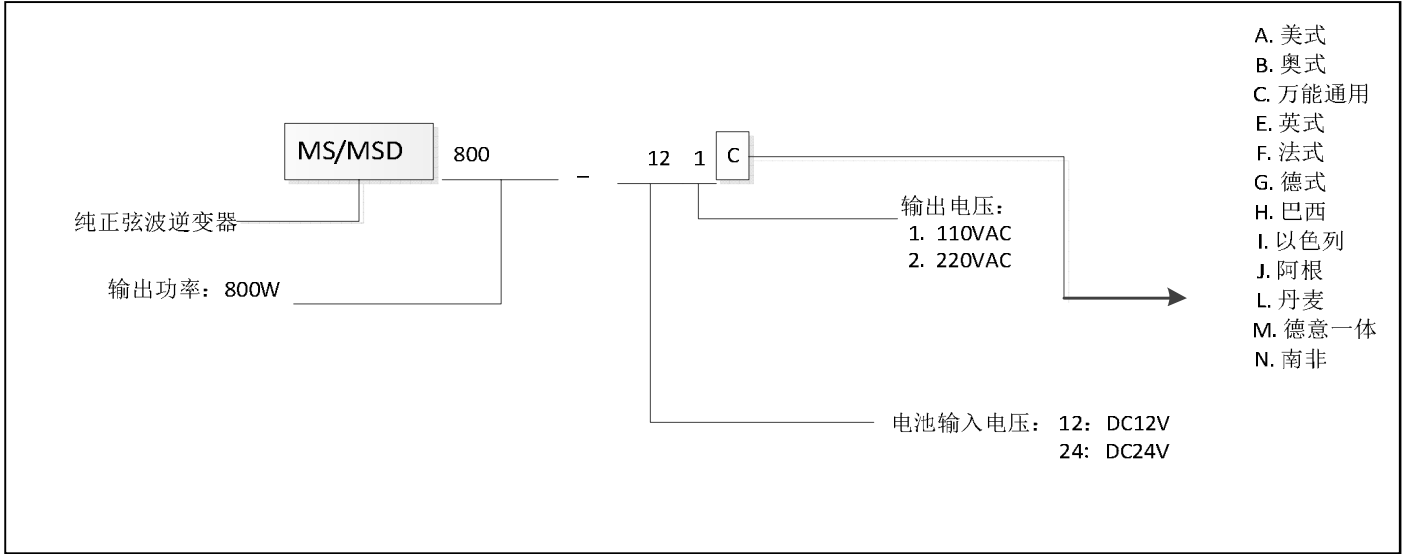 MS/MSD 800 – 12 1 C
纯正弦波逆变器
输出功率：800W
输出电压：
1. 110VAC
2. 220VAC
电池输入电压：12：DC12V
24：DC24V
A. 美式
B. 奥式
C. 万能通用
E. 英式
F. 法式
G. 德式
H. 巴西
I. 以色列
J. 阿根
L. 丹麦
M. 德意一体
N. 南非